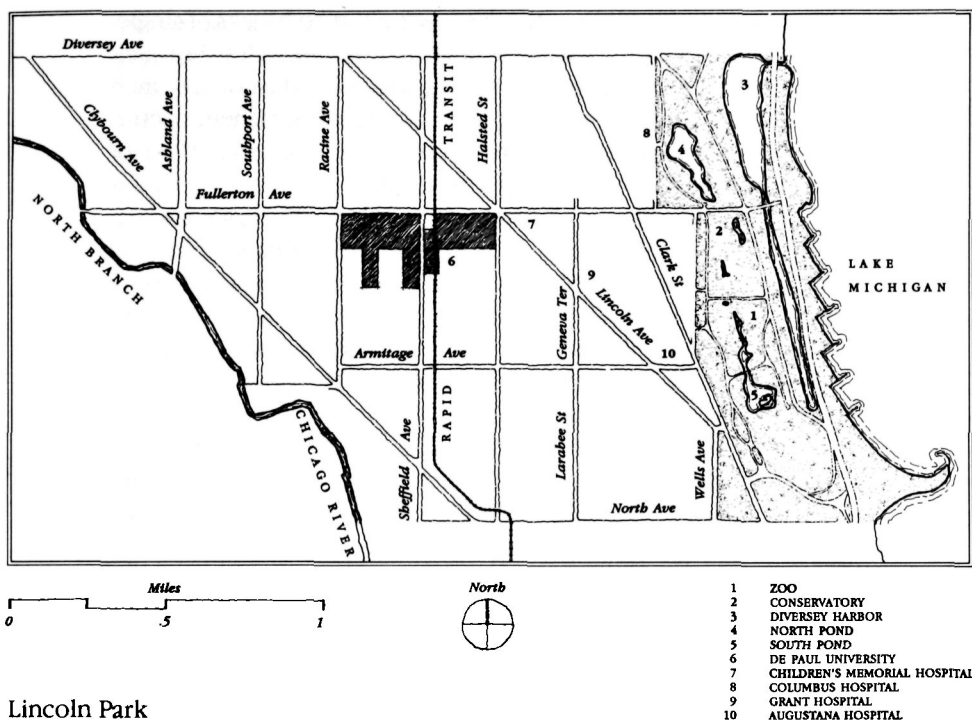 Diversey Ave
Clybourn Ave
Ashland Ave
Southport Ave
Racine Ave
TRANSIT
Halsted St
3
8
4
Fullerton Ave
NORTH BRANCH
7
2
6
Clark St
LAKE
MICHIGAN
9
Geneva Ter
Lincoln Ave
1
10
Armitage Ave
5
RAPID
CHICAGO RIVER
Sheffield Ave
Larabee St
Wells Ave
North Ave
Miles
0 .5 1
North
1 ZOO
2 CONSERVATORY
3 DIVERSEY HARBOR
4 NORTH POND
5 SOUTH POND
6 DE PAUL UNIVERSITY
7 CHILDREN'S MEMORIAL HOSPITAL
8 COLUMBUS HOSPITAL
9 GRANT HOSPITAL
10 AUGUSTANA HOSPITAL
Lincoln Park